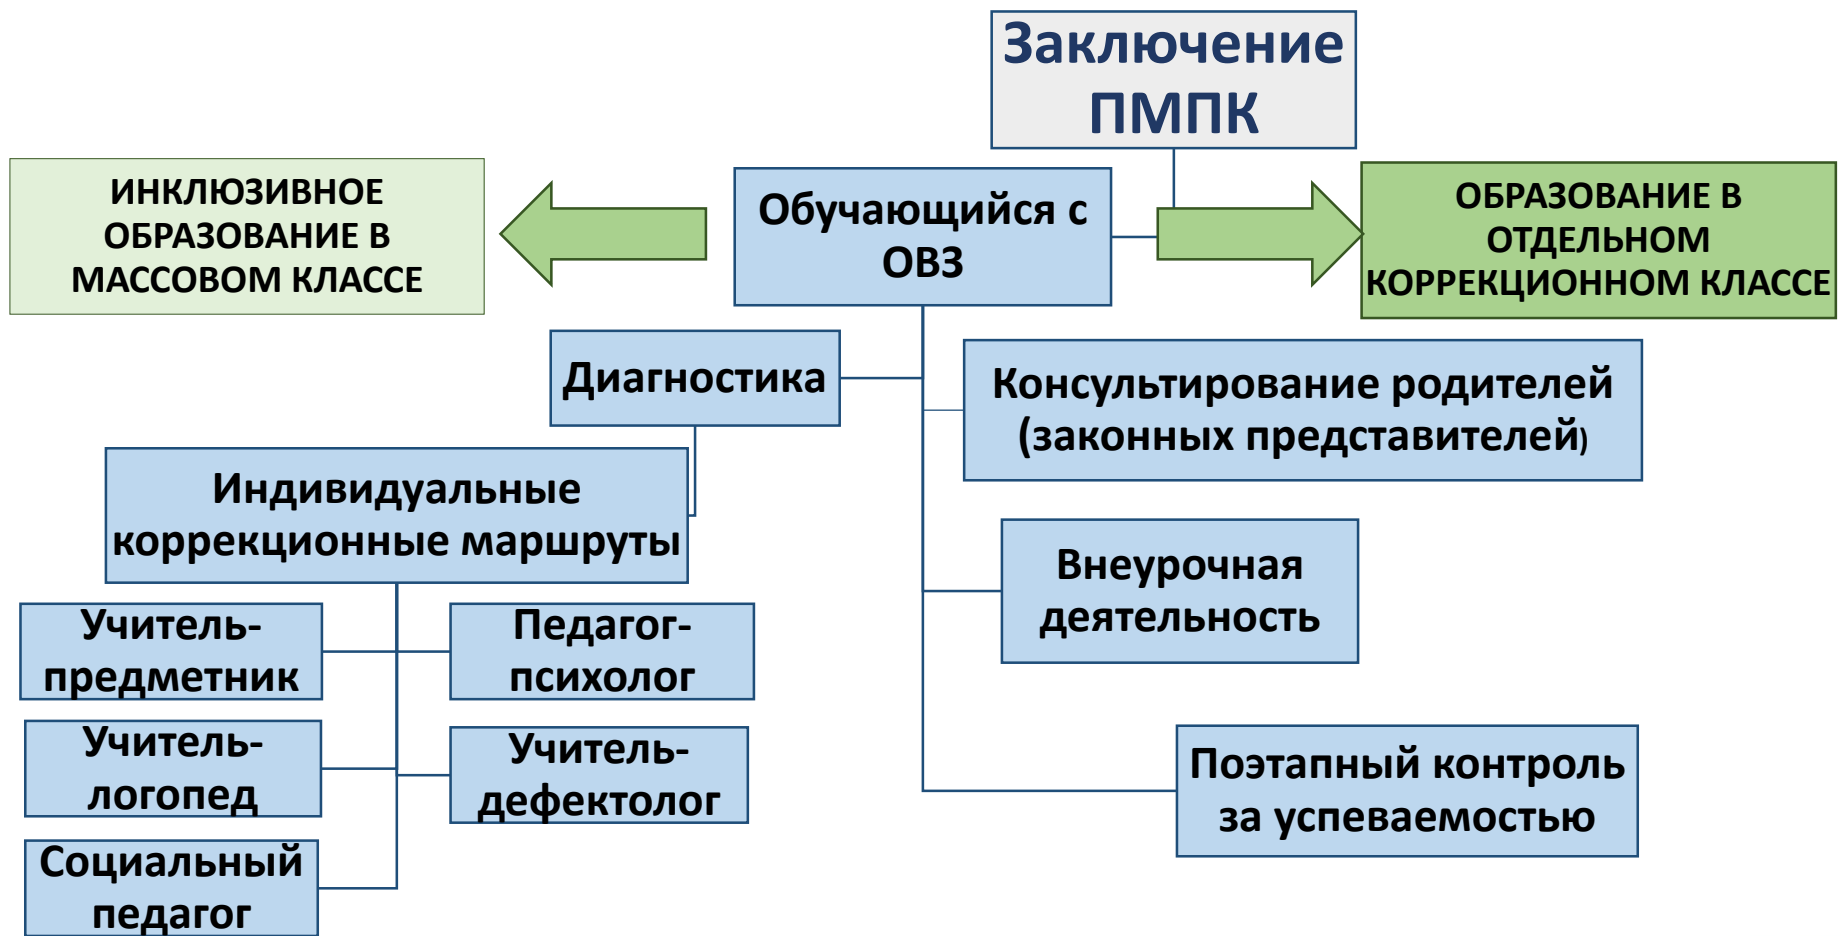 Заключение
ПМПК
ИНКЛЮЗИВНОЕ
ОБРАЗОВАНИЕ В
МАССОВОМ КЛАССЕ
Обучающийся с
ОВЗ
ОБРАЗОВАНИЕ В
ОТДЕЛЬНОМ
КОРРЕКЦИОННОМ КЛАССЕ
Диагностика
Консультирование родителей
(законных представителей)
Индивидуальные
коррекционные маршруты
Внеурочная
деятельность
Учитель-
предметник
Педагог-
психолог
Учитель-
логопед
Учитель-
дефектолог
Поэтапный контроль
за успеваемостью
Социальный
педагог